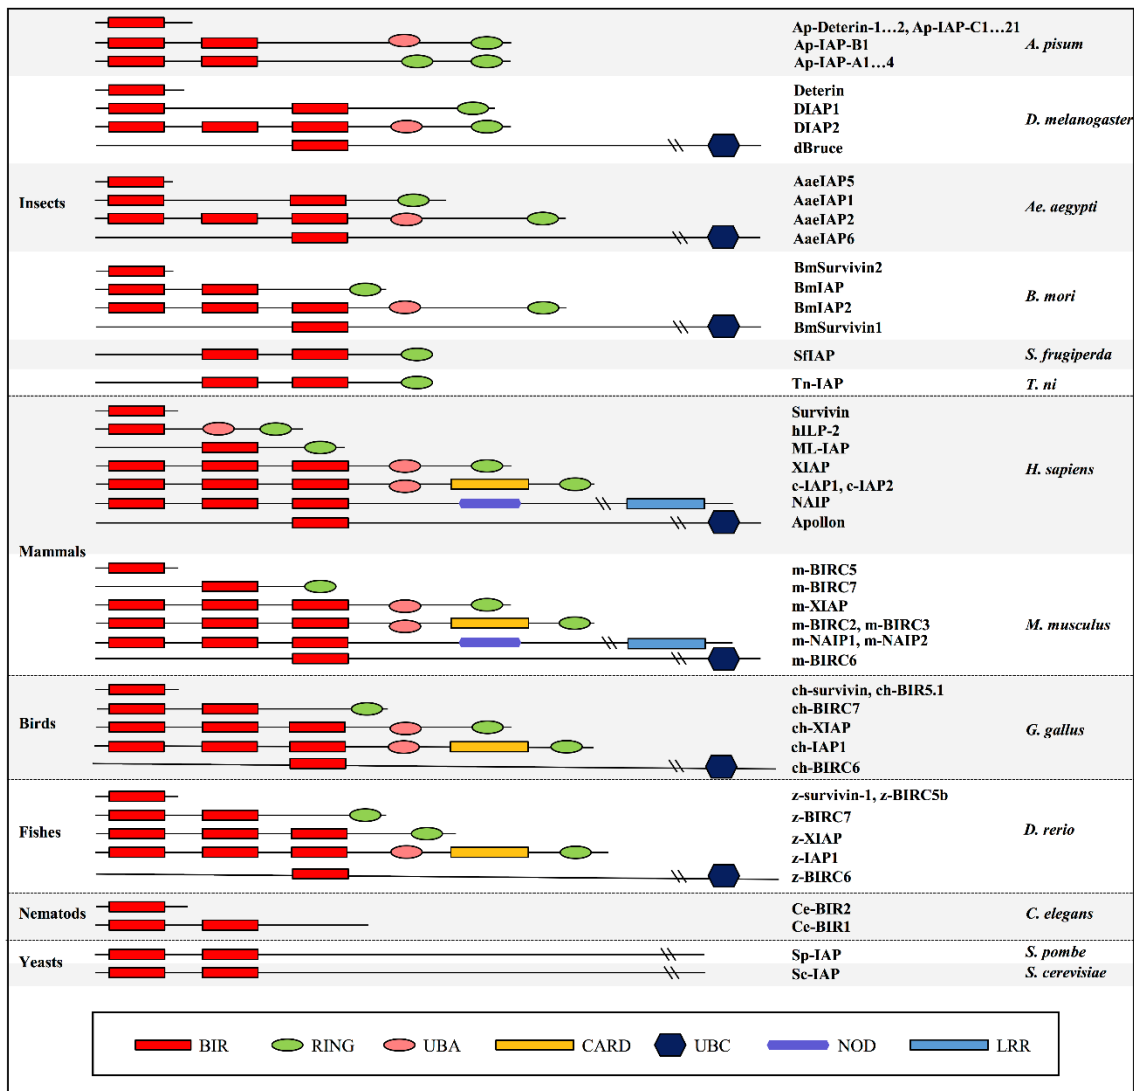 Ap-Deterin-1…2, Ap-IAP-C1…21
Ap-IAP-B1
Ap-IAP-A1…4
A. pisum
Deterin
DIAP1
DIAP2
dBruce
D. melanogaster
Insects
AaeIAP5
AaeIAP1
AaeIAP2
AaeIAP6
Ae. aegypti
BmSurvivin2
BmIAP
BmIAP2
BmSurvivin1
B. mori
SfIAP
S. frugiperda
Tn-IAP
T. ni
Mammals
Survivin
hILP-2
ML-IAP
XIAP
c-IAP1, c-IAP2
NAIP
Apollon
H. sapiens
m-BIRC5
m-BIRC7
m-XIAP
m-BIRC2, m-BIRC3
m-NAIP1, m-NAIP2
m-BIRC6
M. musculus
Birds
ch-survivin, ch-BIR5.1
ch-BIRC7
ch-XIAP
ch-IAP1
ch-BIRC6
G. gallus
Fishes
z-survivin-1, z-BIRC5b
z-BIRC7
z-XIAP
z-IAP1
z-BIRC6
D. rerio
Nematods
Ce-BIR2
Ce-BIR1
C. elegans
Yeasts
Sp-IAP
S. pombe
Sc-IAP
S. cerevisiae
BIR RING UBA CARD UBC NOD LRR